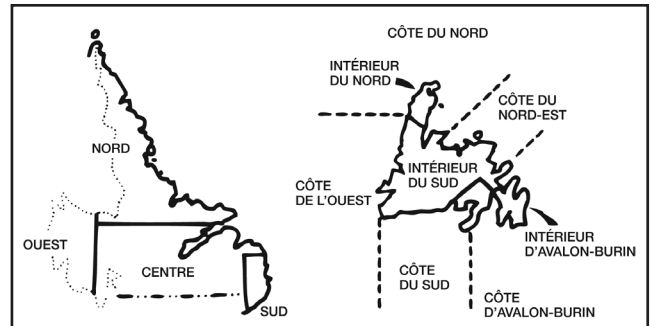 NORD
OUEST
CENTRE
SUD
CÔTE DU NORD
INTÉRIEUR
DU NORD
CÔTE DU
NORD-EST
INTÉRIEUR
DU SUD
CÔTE
DE L'OUEST
INTÉRIEUR
D'AVALON-BURIN
CÔTE
DU SUD
CÔTE
D'AVALON-BURIN